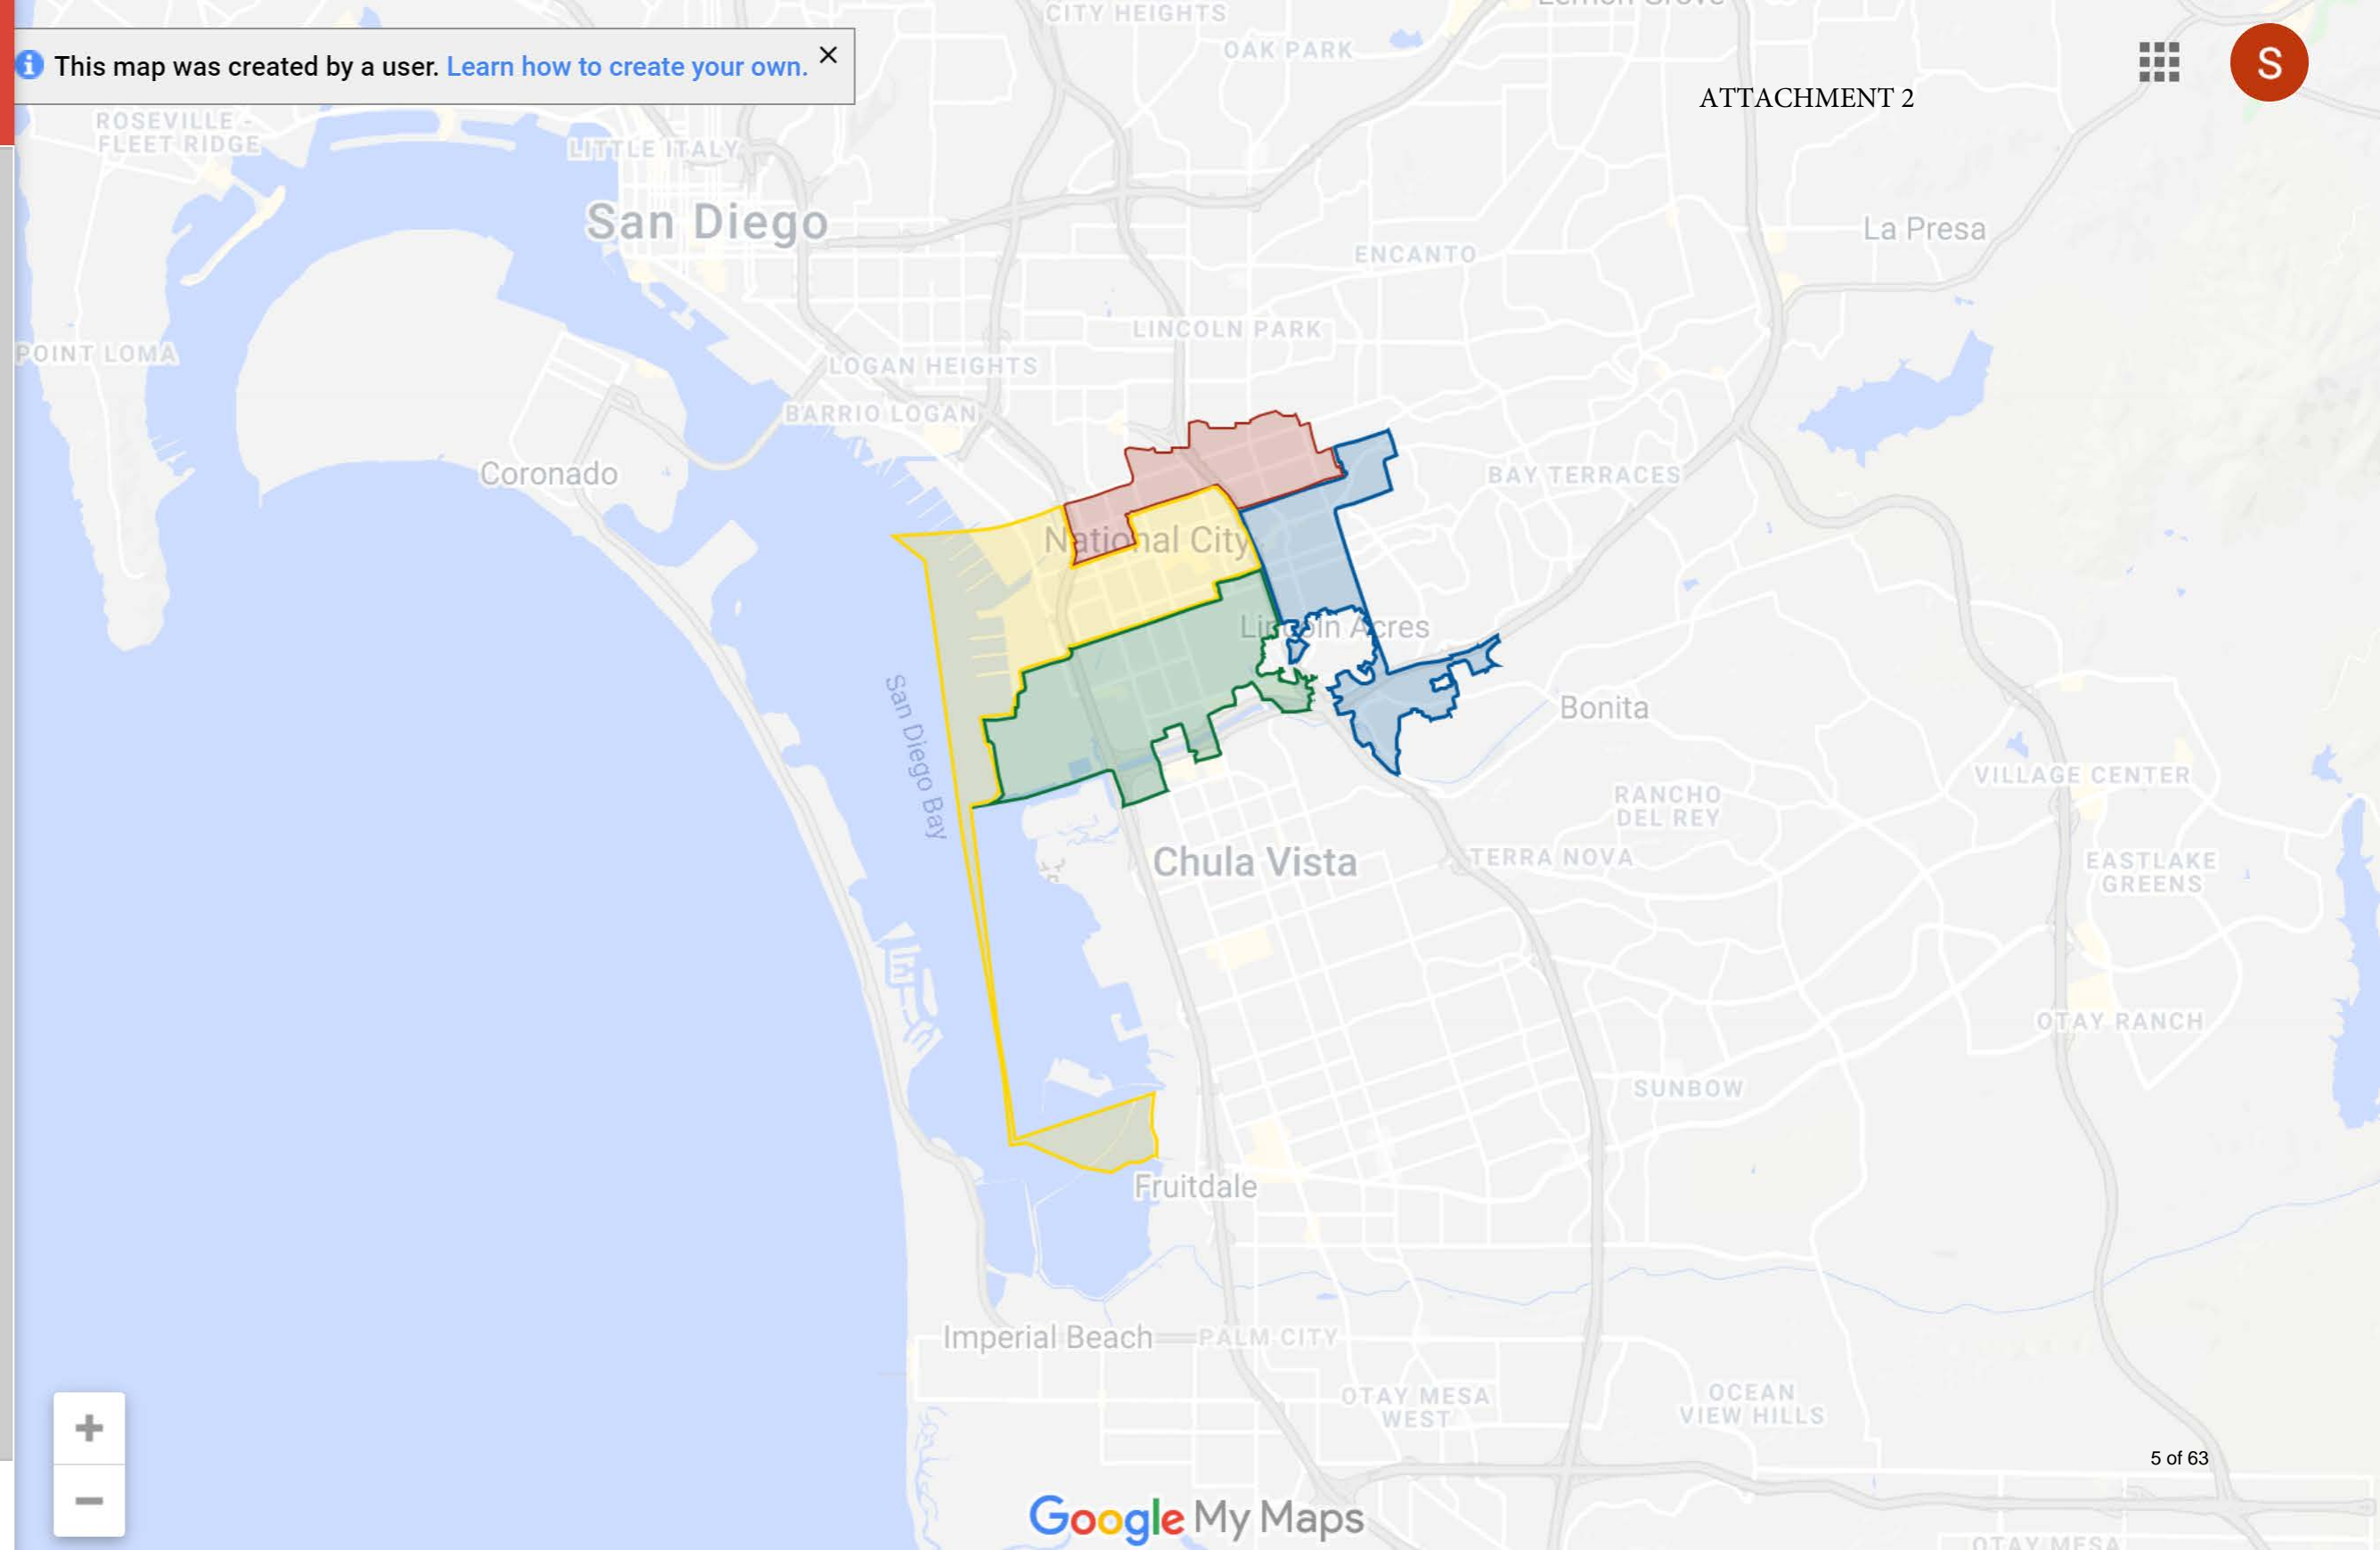 Lemon Grove
CITY HEIGHTS
OAK PARK
This map was created by a user. Learn how to create your own.
S
ATTACHMENT 2
ROSEVILLE -
FLEET RIDGE
LITTLE ITALY
San Diego
La Presa
ENCANTO
LINCOLN PARK
POINT LOMA
LOGAN HEIGHTS
BARRIO LOGAN
Coronado
BAY TERRACES
National City
Lincoln Acres
San Diego Bay
Bonita
VILLAGE CENTER
RANCHO
DEL REY
Chula Vista
TERRA NOVA
EASTLAKE
GREENS
OTAY RANCH
SUNBOW
Fruitdale
Imperial Beach
PALM CITY
OTAY MESA
WEST
OCEAN
VIEW HILLS
5 of 63
Google My Maps
OTAY MESA